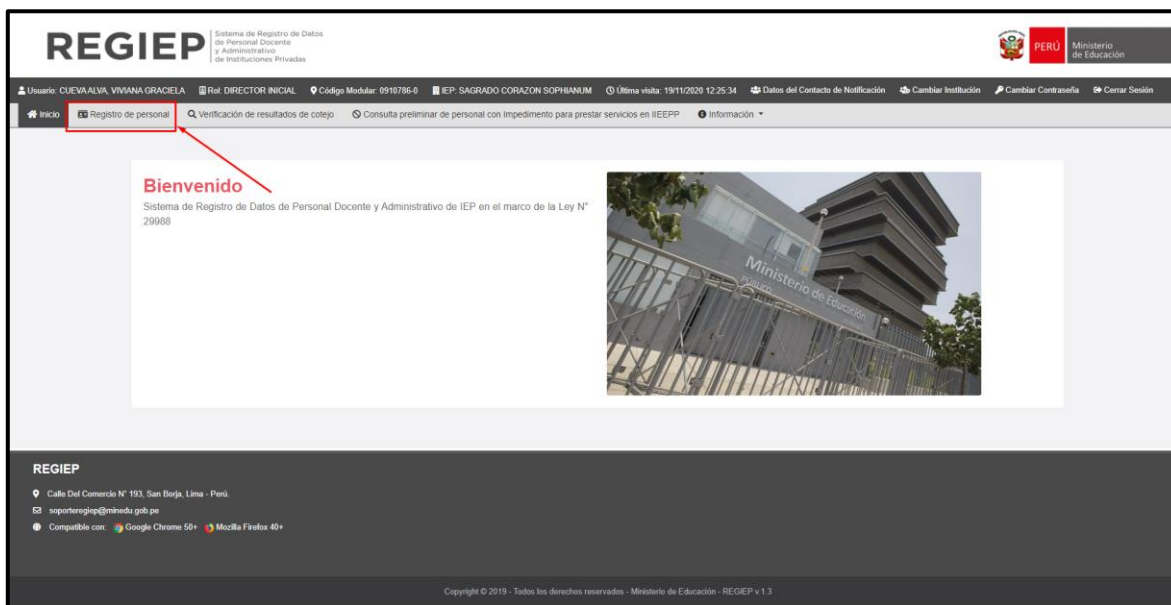 REGIEP
Sistema de Registro de Datos
de Personal Docente
y Administrativo
de Instituciones Privadas
PERÚ
Ministerio
de Educación
Usuario: CUEVA ALVA, VIVIANA GRACIELA Rol: DIRECTOR INICIAL Código Modular: 0910786-0 IEP: SAGRADO CORAZON SOPHIANUM Última visita: 19/11/2020 12:25:34 Datos del Contacto de Notificación Cambiar Institución Cambiar Contraseña Cerrar Sesión
Inicio Registro de personal Verificación de resultados de cotejo Consulta preliminar de personal con Impedimento para prestar servicios en IIEEPP Información
Bienvenido
Sistema de Registro de Datos de Personal Docente y Administrativo de IEP en el marco de la Ley N°
29988
Ministerio de Educación
PÚBLICO
REGIEP
Calle Del Comercio N° 193, San Borja, Lima - Perú.
soporteregiep@minedu.gob.pe
Compatible con: Google Chrome 50+ Mozilla Firefox 40+
Copyright © 2019 - Todos los derechos reservados - Ministerio de Educación - REGIEP v.1.3